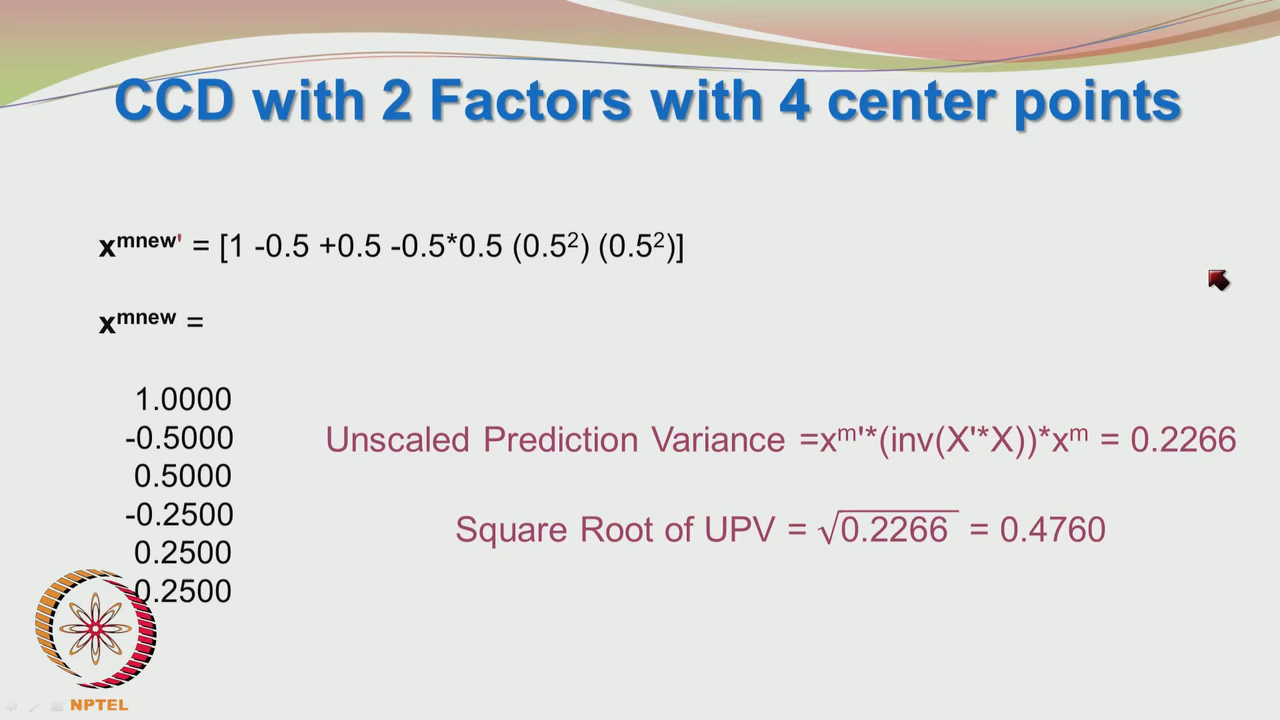 CCD with 2 Factors with 4 center points
xᵐⁿᵉʷ' = [1 -0.5 +0.5 -0.5*0.5 (0.5²) (0.5²)]
xᵐⁿᵉʷ =
1.0000
-0.5000
0.5000
-0.2500
0.2500
0.2500
Unscaled Prediction Variance =xᵐ'*(inv(X'*X))*xᵐ = 0.2266
Square Root of UPV = √0.2266 = 0.4760
NPTEL